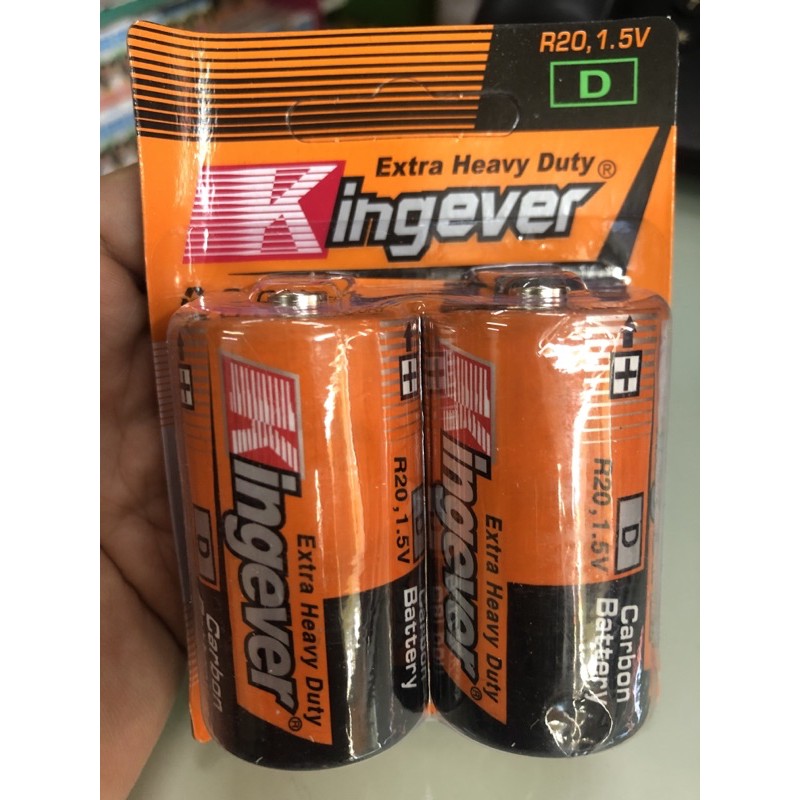 R20,1.5V
D
Extra Heavy Duty®
Kingever
Kingever
Extra Heavy Duty
®
R20,1.5V
D
Carbon
Battery
D
Carbon
Kingever
Extra Heavy Duty
®
R20,1.5V
D
Carbon
Battery